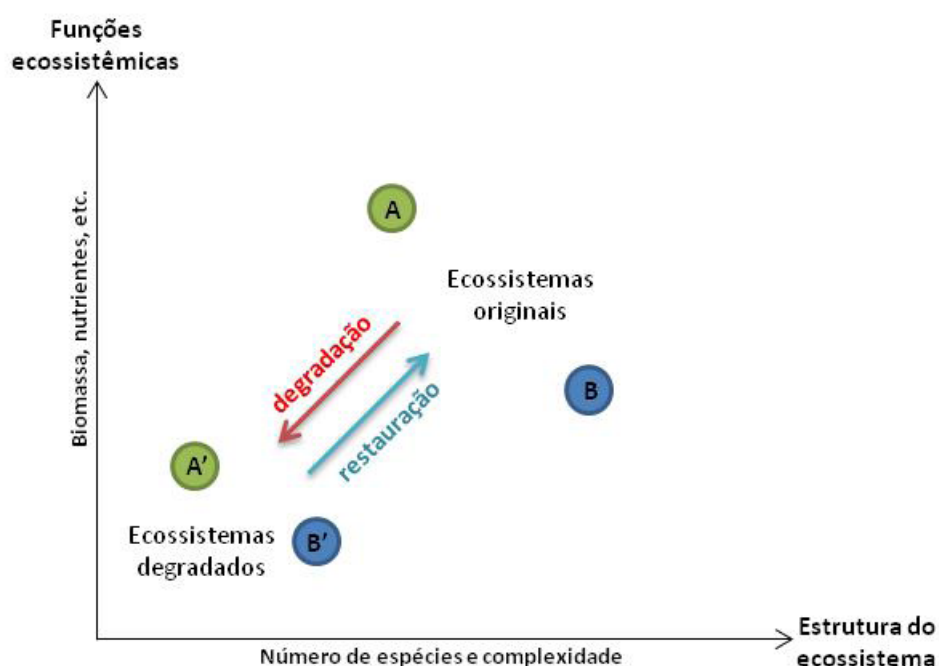 Funções
ecossistêmicas
Biomassa, nutrientes, etc.
A
Ecossistemas
originais
degradação
restauração
B
A’
Ecossistemas
degradados
B’
Número de espécies e complexidade
Estrutura do
ecossistema